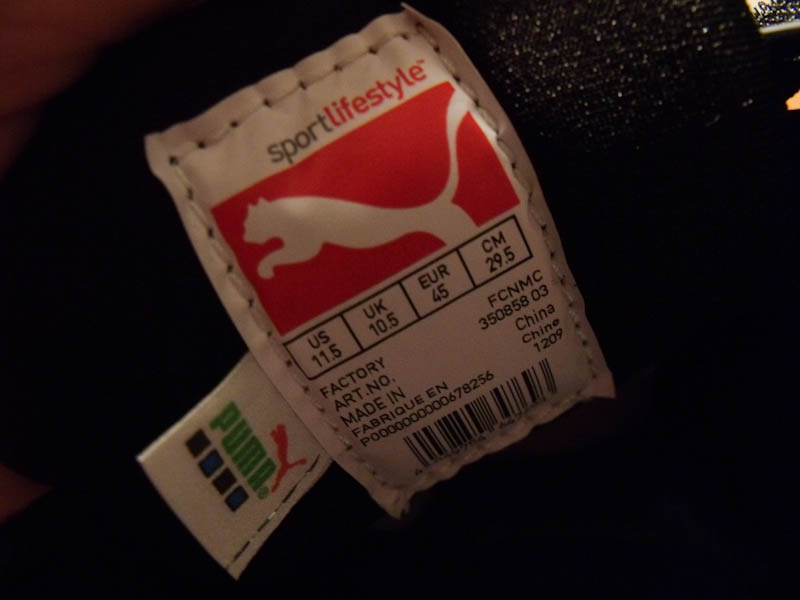 sportlifestyle™
US UK EUR CM
11.5 10.5 45 29.5
FACTORY FCNMC
ART.NO. 350858 03
MADE IN China
FABRIQUE EN Chine
P0000000000678256 1209
PUMA®